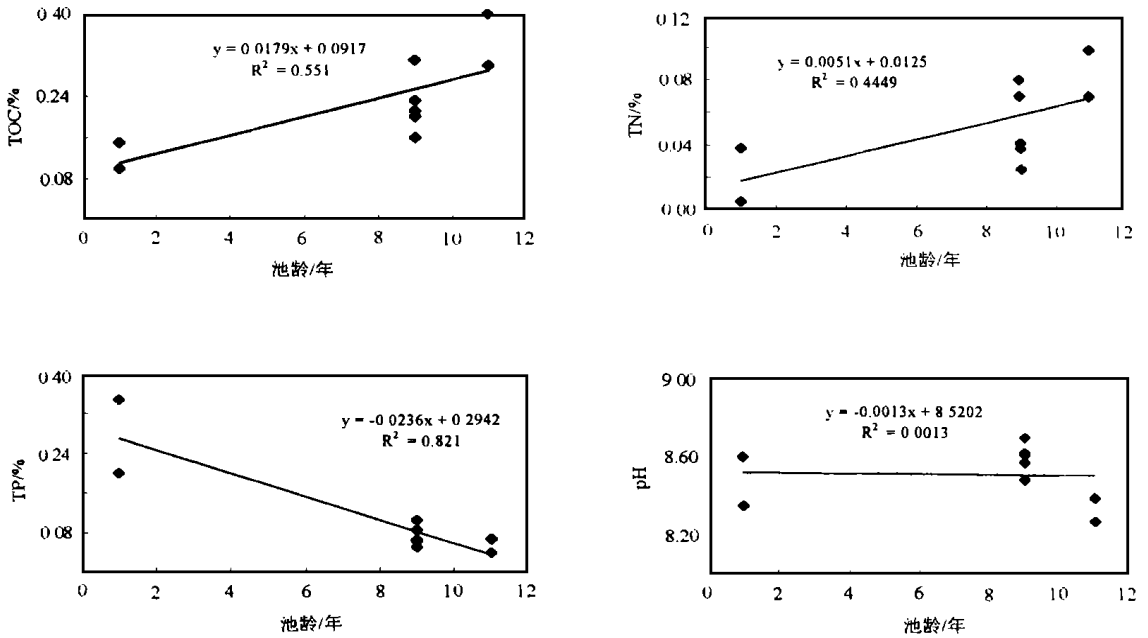 y = 0.0179x + 0.0917
R² = 0.551
TOC/%
0.40
0.24
0.08
0 2 4 6 8 10 12
池龄/年
y = 0.0051x + 0.0125
R² = 0.4449
TN/%
0.12
0.08
0.04
0.00
0 2 4 6 8 10 12
池龄/年
y = -0.0236x + 0.2942
R² = 0.821
TP/%
0.40
0.24
0.08
0 2 4 6 8 10 12
池龄/年
y = -0.0013x + 8.5202
R² = 0.0013
pH
9.00
8.60
8.20
0 2 4 6 8 10 12
池龄/年